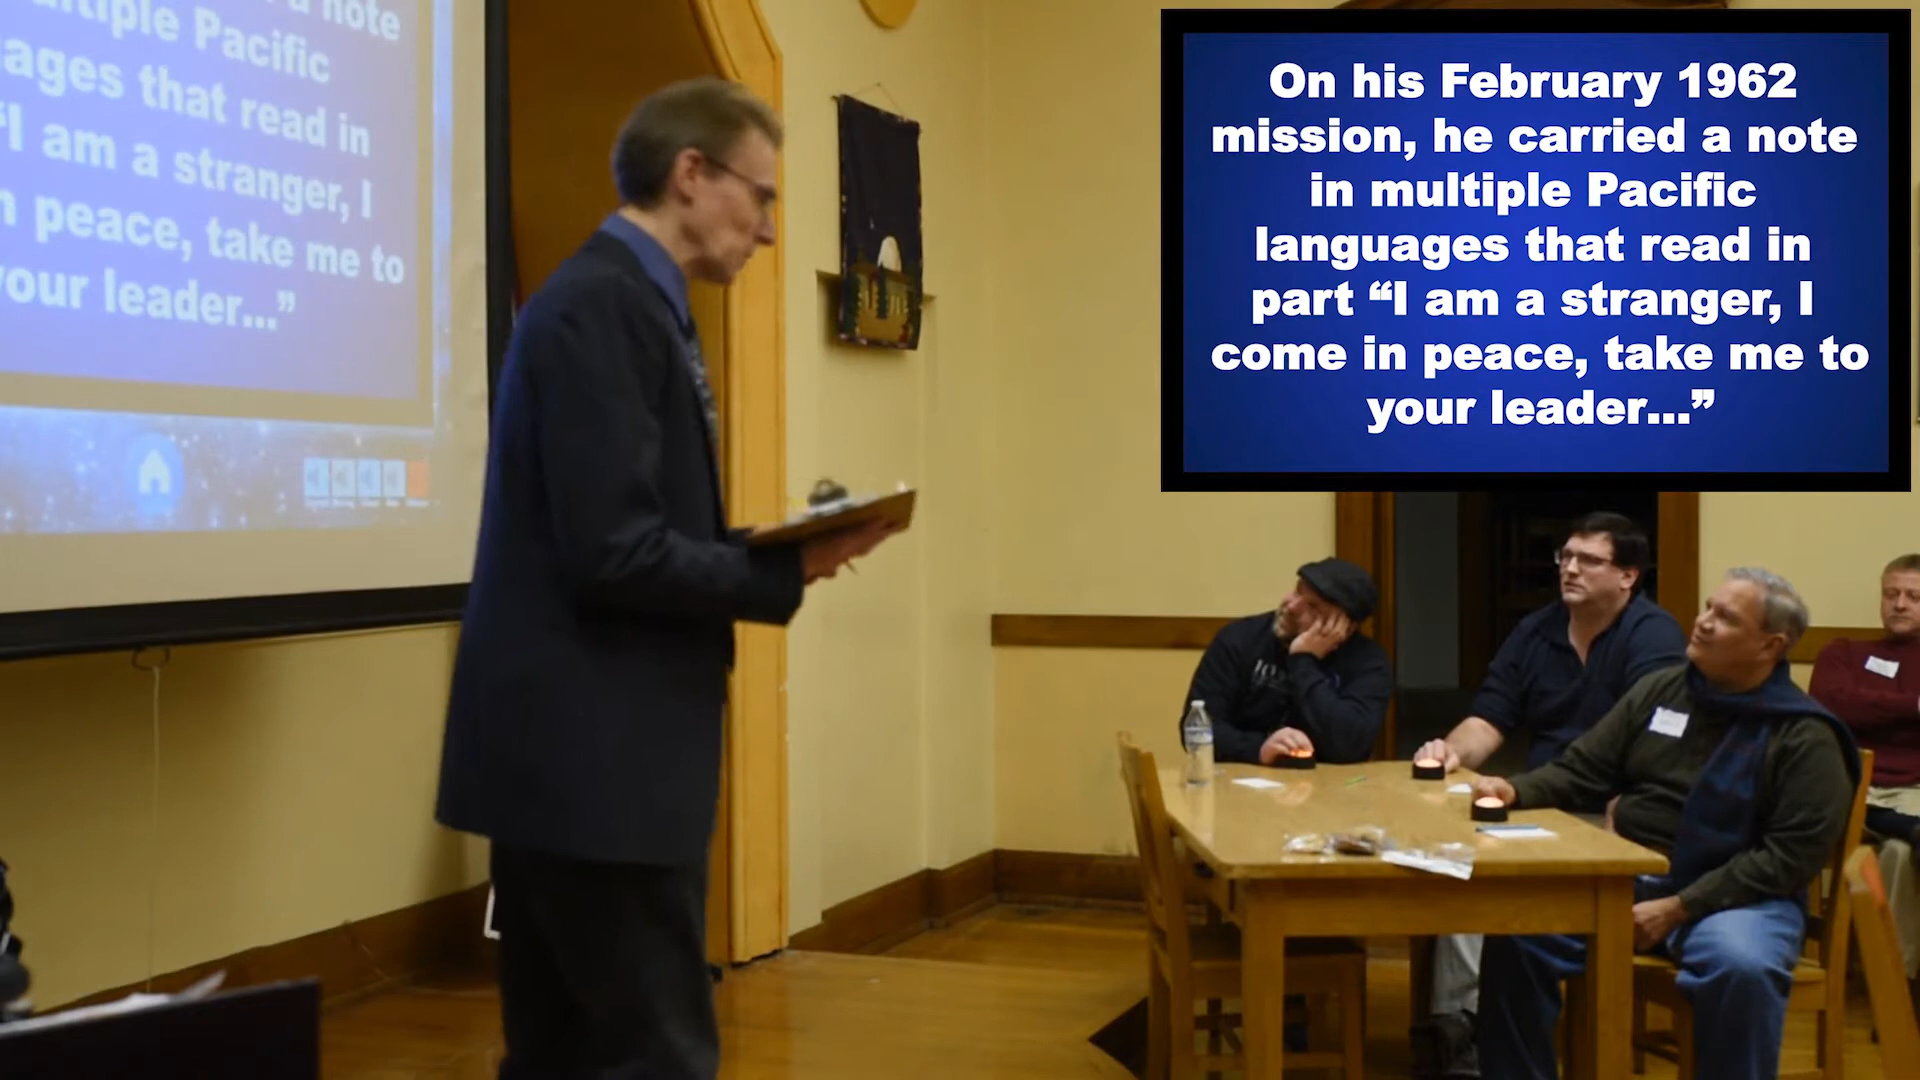 a note
multiple Pacific
ages that read in
“I am a stranger, I
n peace, take me to
your leader...”
On his February 1962
mission, he carried a note
in multiple Pacific
languages that read in
part “I am a stranger, I
come in peace, take me to
your leader...”